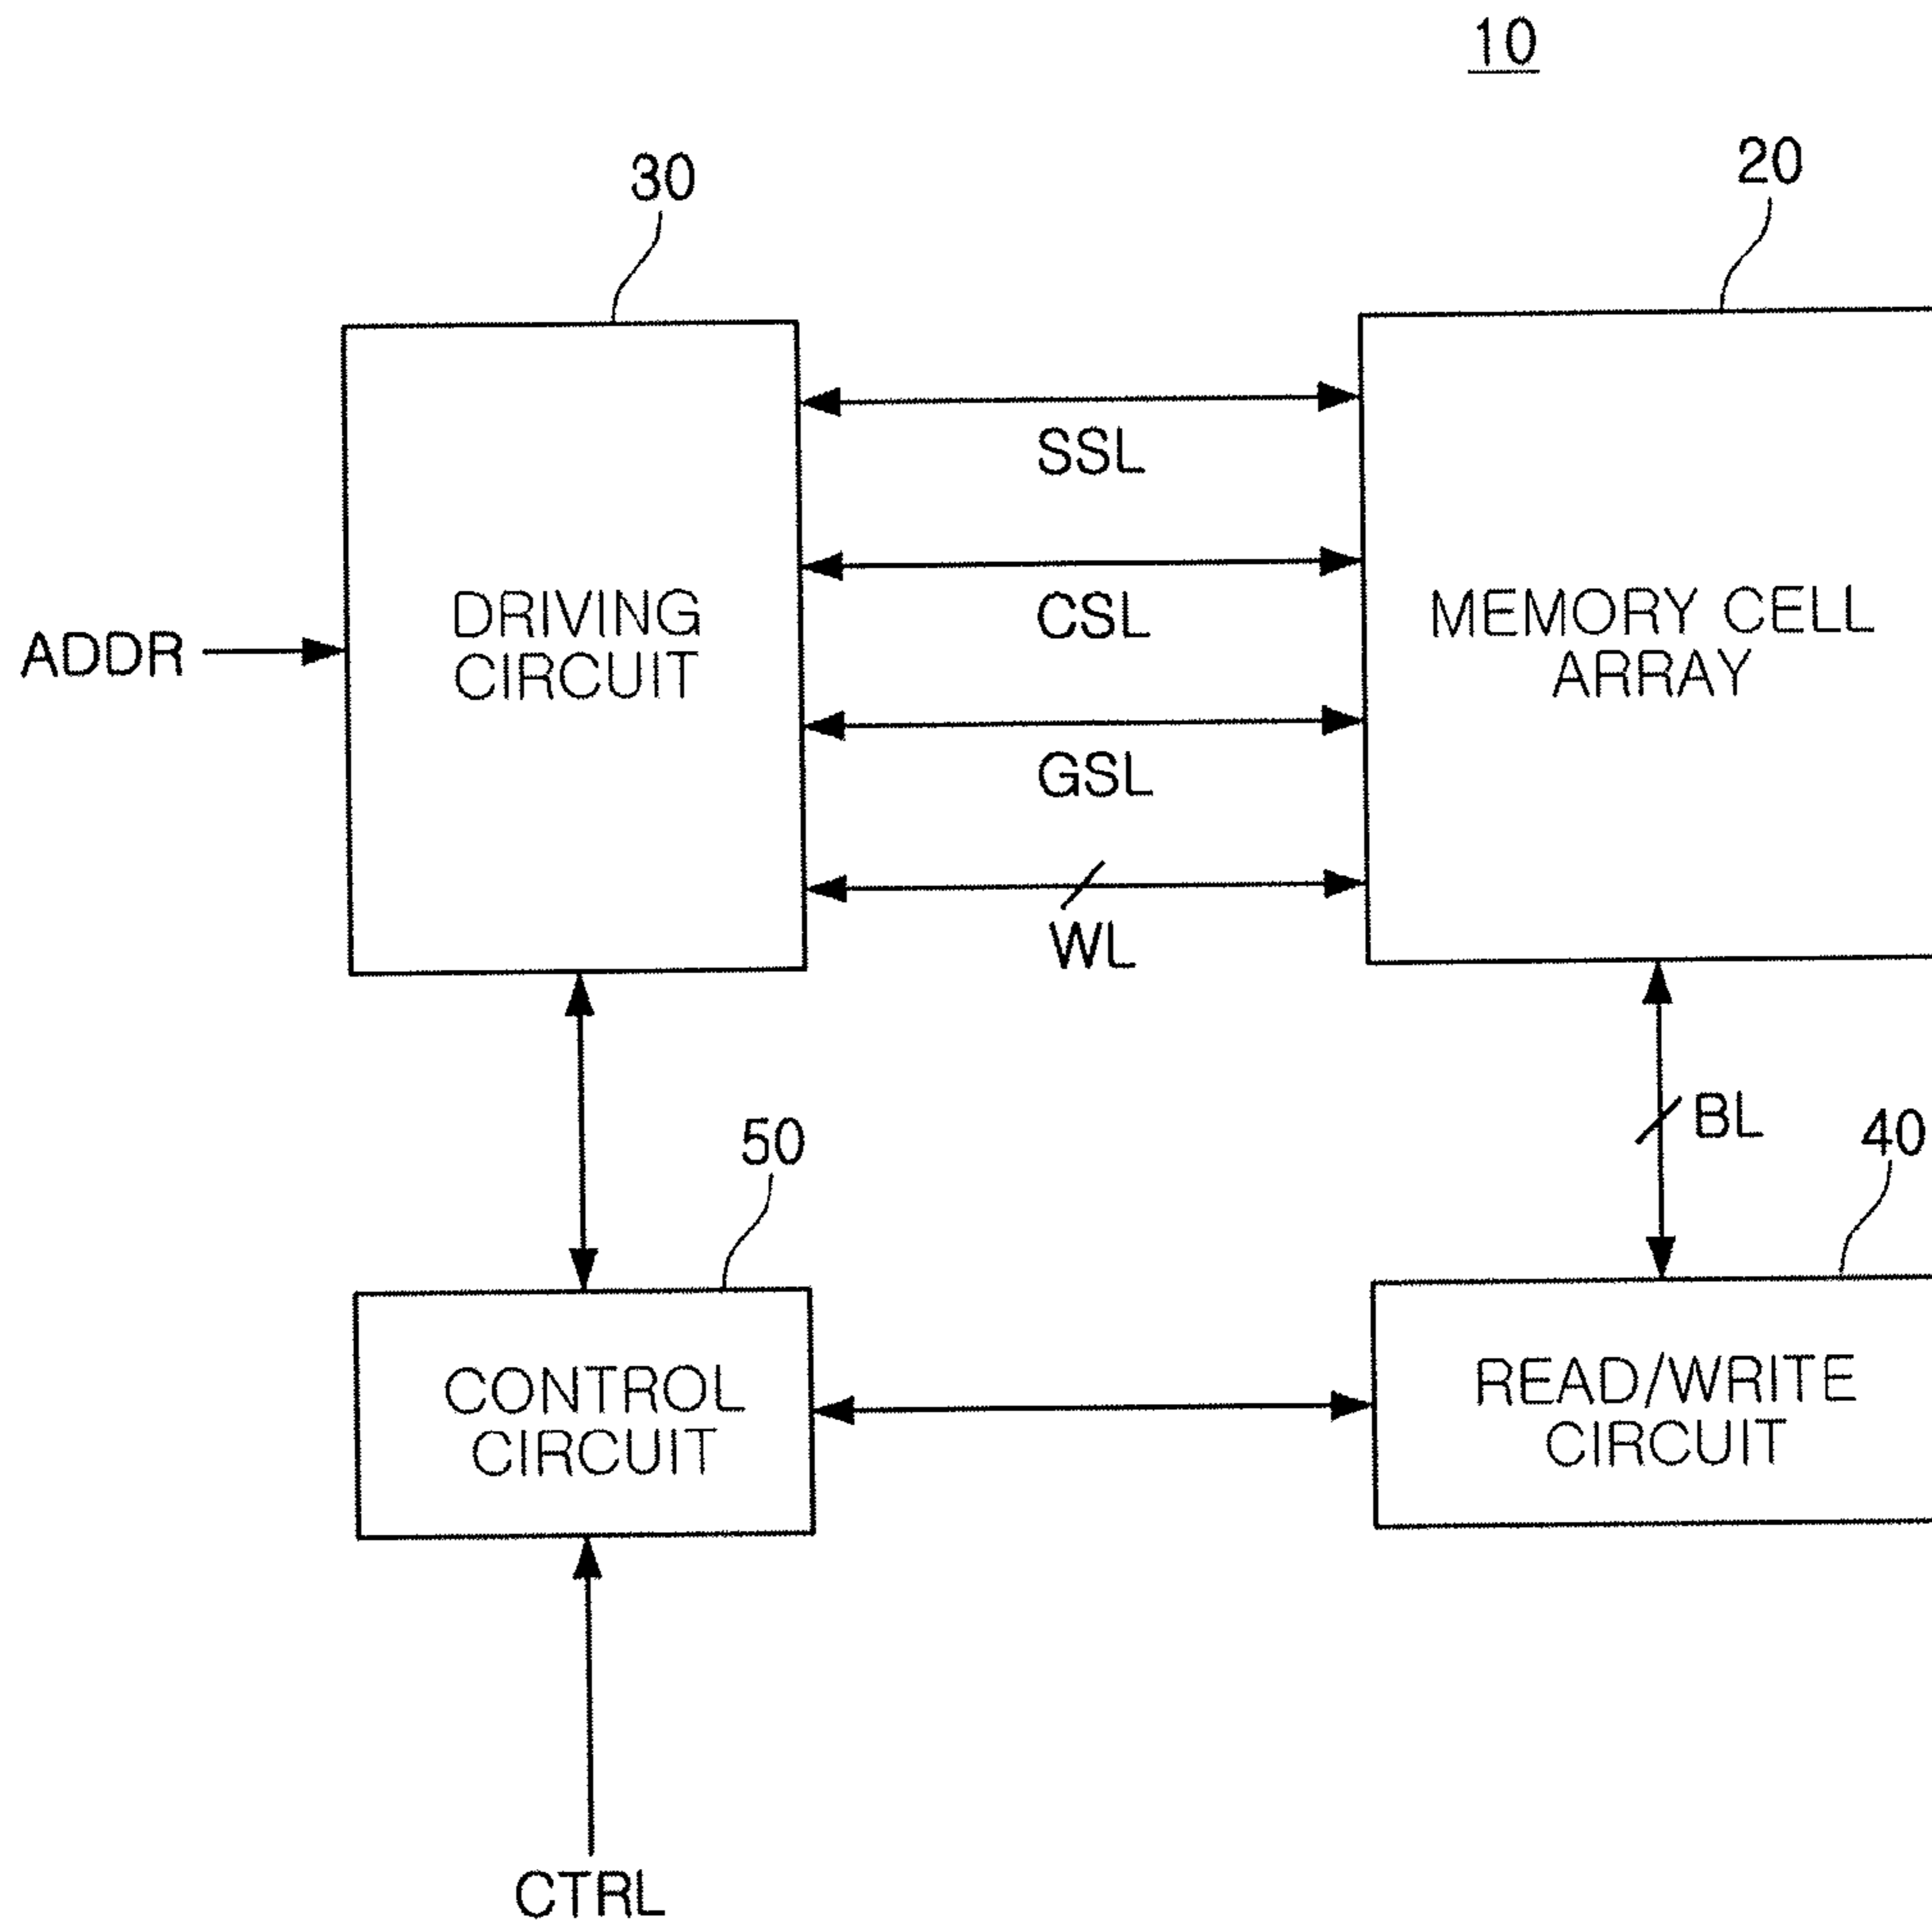 10
30
20
SSL
CSL
GSL
WL
ADDR
DRIVING
CIRCUIT
MEMORY CELL
ARRAY
BL
50
40
CONTROL
CIRCUIT
READ/WRITE
CIRCUIT
CTRL